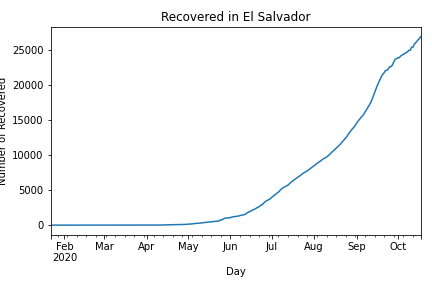 Recovered in El Salvador
Number of Recovered
25000
20000
15000
10000
5000
0
Feb Mar Apr May Jun Jul Aug Sep Oct
2020
Day